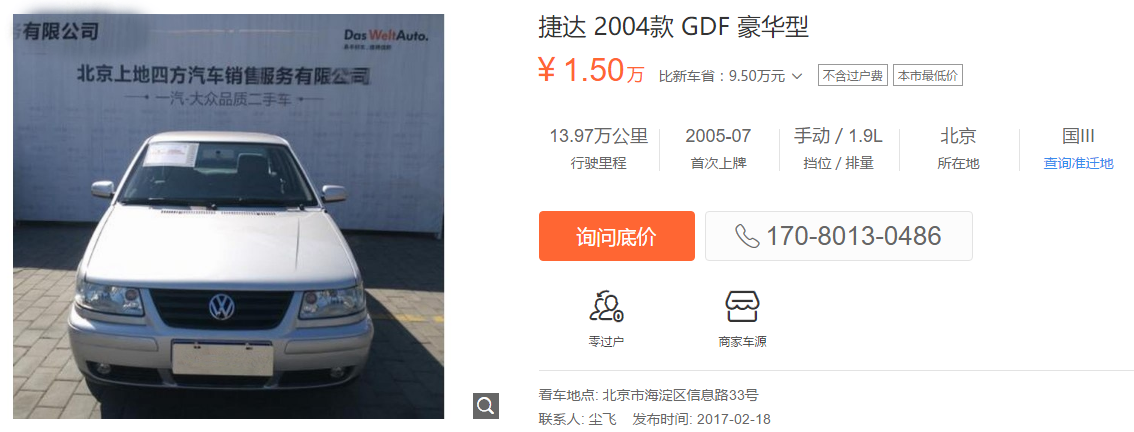 有限公司
Das WeltAuto.
北京上地四方汽车销售服务有限公司
一汽-大众品质二手车
捷达 2004款 GDF 豪华型
¥ 1.50 万 比新车省：9.50万元 不含过户费 本市最低价
13.97万公里 2005-07 手动 / 1.9L 北京 国III
行驶里程 首次上牌 挡位 / 排量 所在地 查询准迁地
询问底价 170-8013-0486
零过户 商家车源
看车地点: 北京市海淀区信息路33号
联系人: 尘飞 发布时间: 2017-02-18